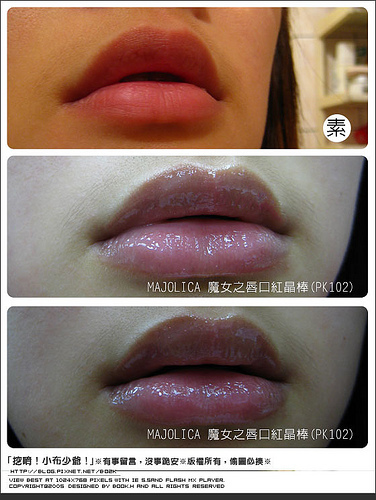 素
MAJOLICA 魔女之唇口紅晶棒(PK102)
MAJOLICA 魔女之唇口紅晶棒(PK102)
「挖哨！小布少爺！」※有事留言，沒事跪安※版權所有，偷圖必揍※
HTTP://BLOG.PIXNET.NET/BO2K
VIEW BEST AT 1024X768 PIXELS WITH IE 5.5AND FLASH MX PLAYER.
COPYRIGHT©2005 DESIGNED BY BOOK.H AND ALL RIGHTS RESERVED